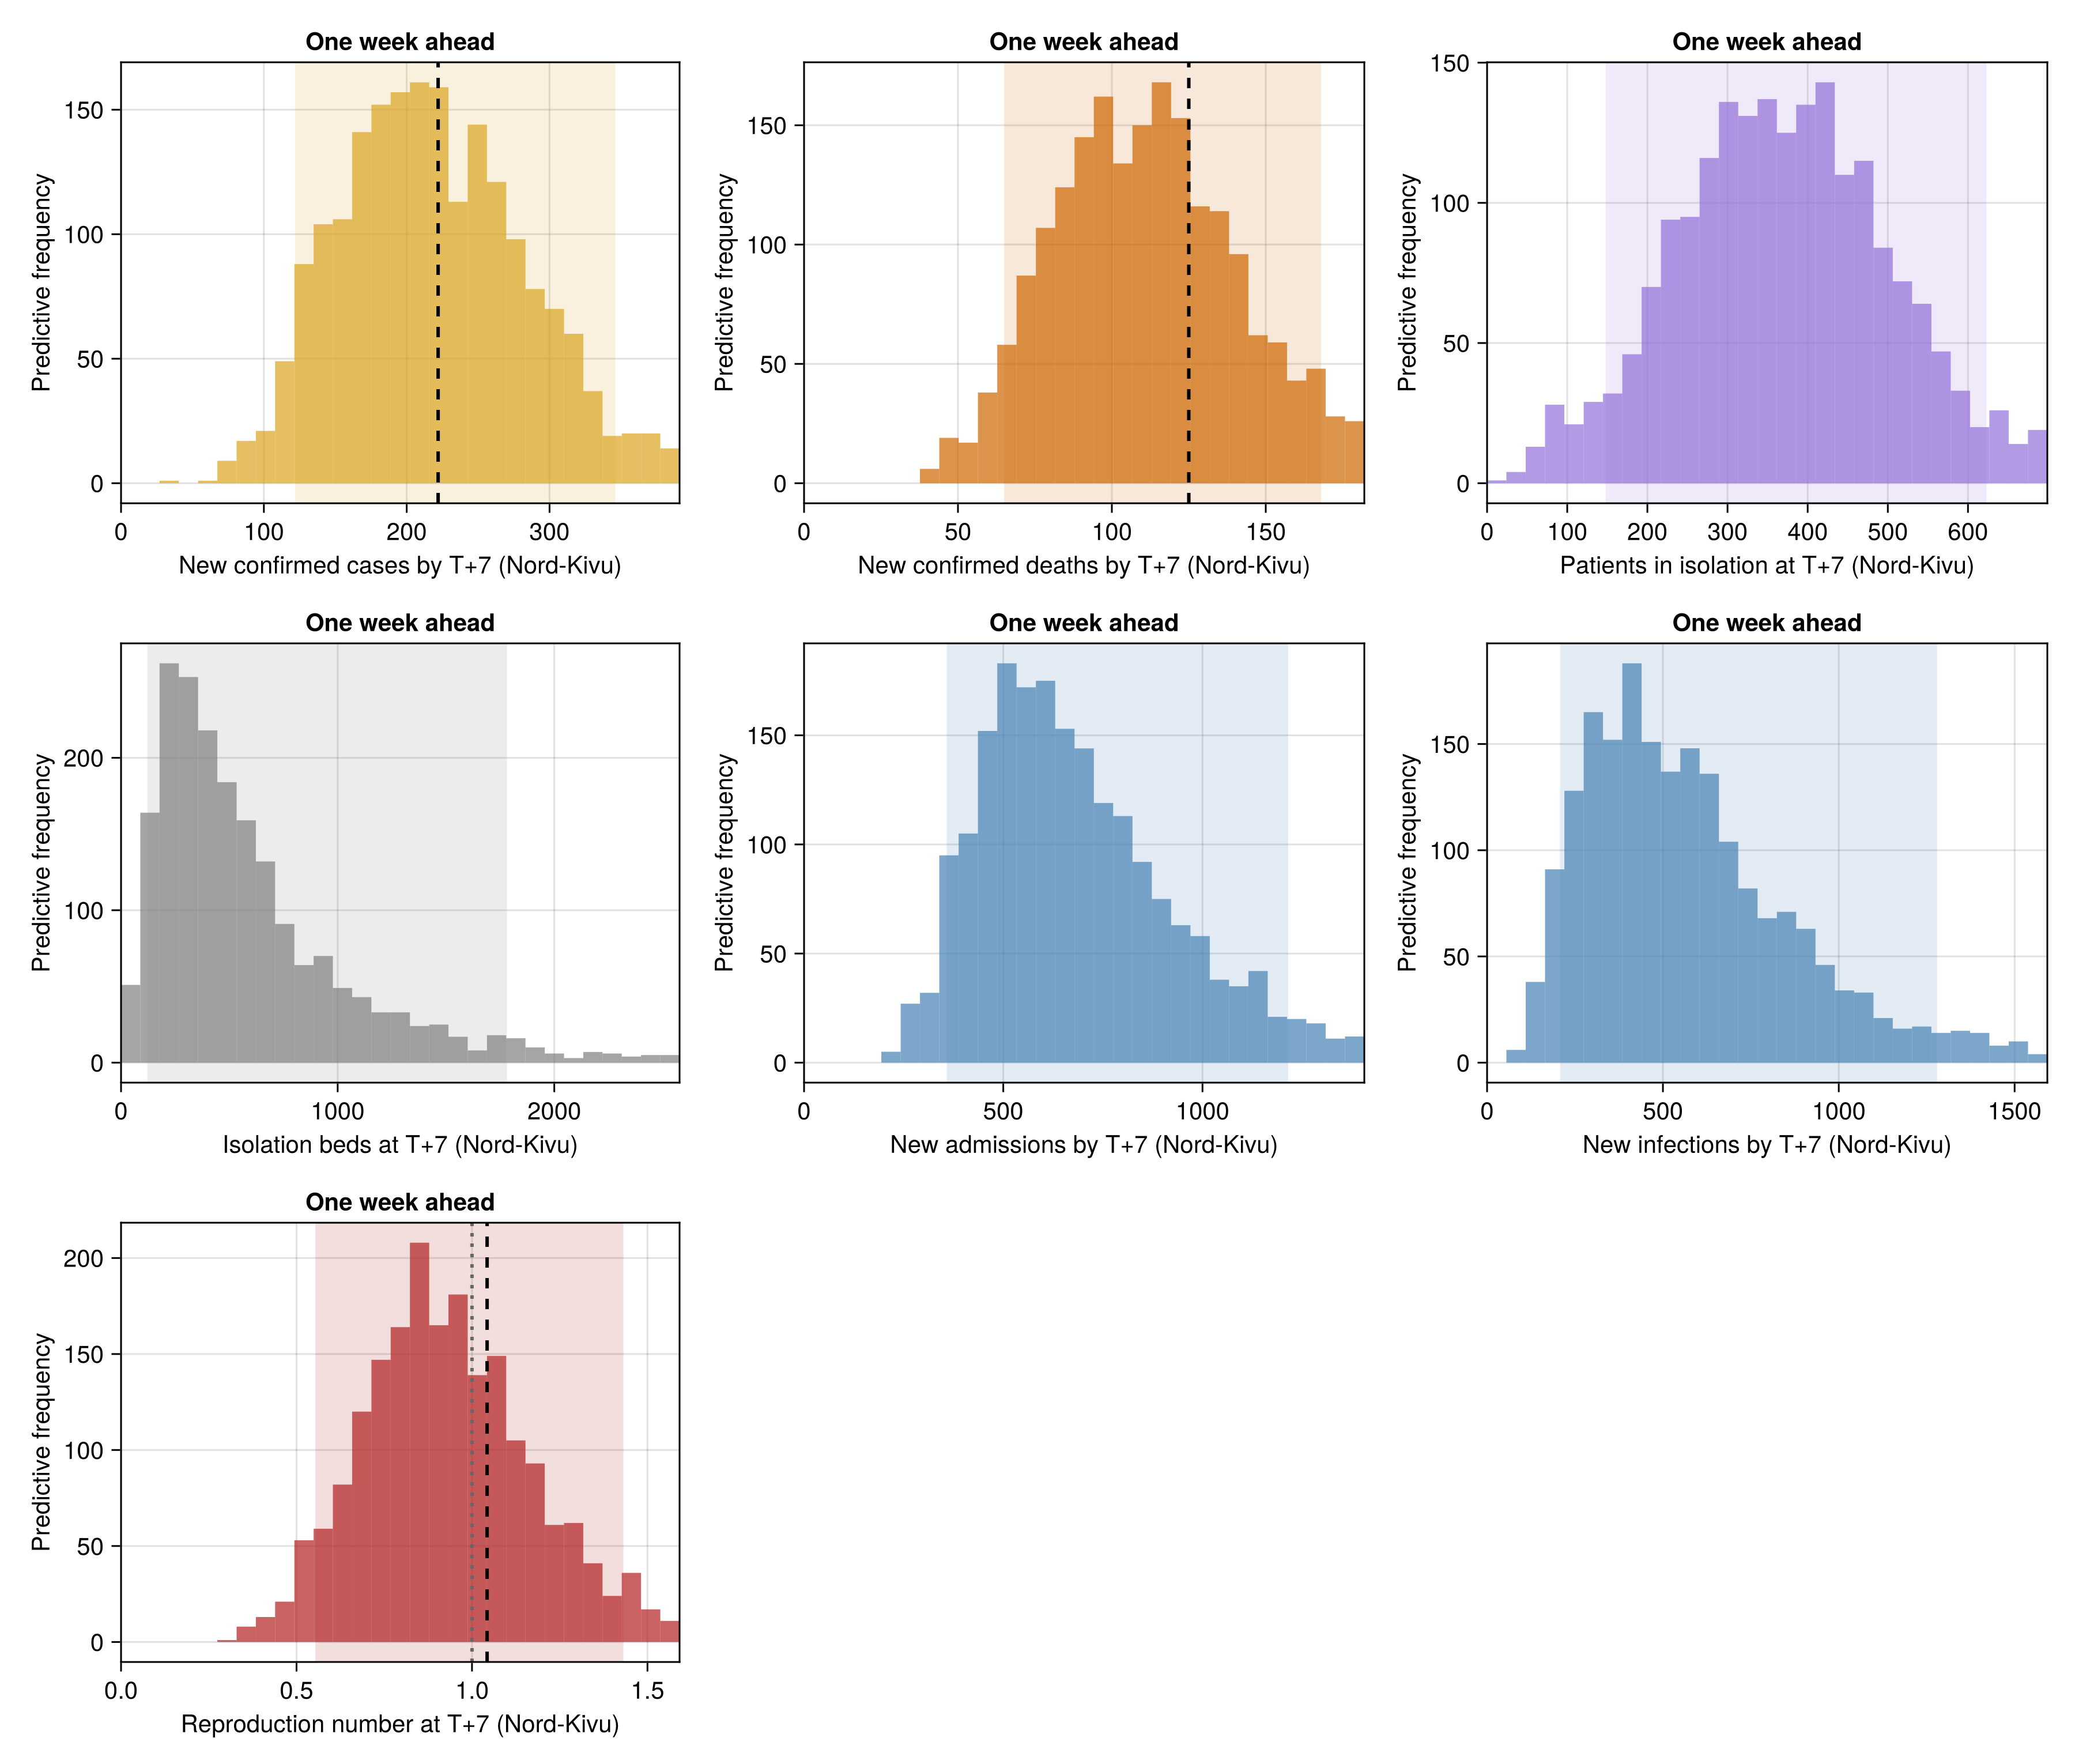 One week ahead
One week ahead
One week ahead
Predictive frequency
150
100
50
0
0
100
200
300
New confirmed cases by T+7 (Nord-Kivu)
Predictive frequency
150
100
50
0
0
50
100
150
New confirmed deaths by T+7 (Nord-Kivu)
Predictive frequency
150
100
50
0
0
100
200
300
400
500
600
Patients in isolation at T+7 (Nord-Kivu)
One week ahead
One week ahead
One week ahead
Predictive frequency
200
100
0
0
1000
2000
Isolation beds at T+7 (Nord-Kivu)
Predictive frequency
150
100
50
0
0
500
1000
New admissions by T+7 (Nord-Kivu)
Predictive frequency
150
100
50
0
0
500
1000
1500
New infections by T+7 (Nord-Kivu)
One week ahead
Predictive frequency
200
150
100
50
0
0.0
0.5
1.0
1.5
Reproduction number at T+7 (Nord-Kivu)